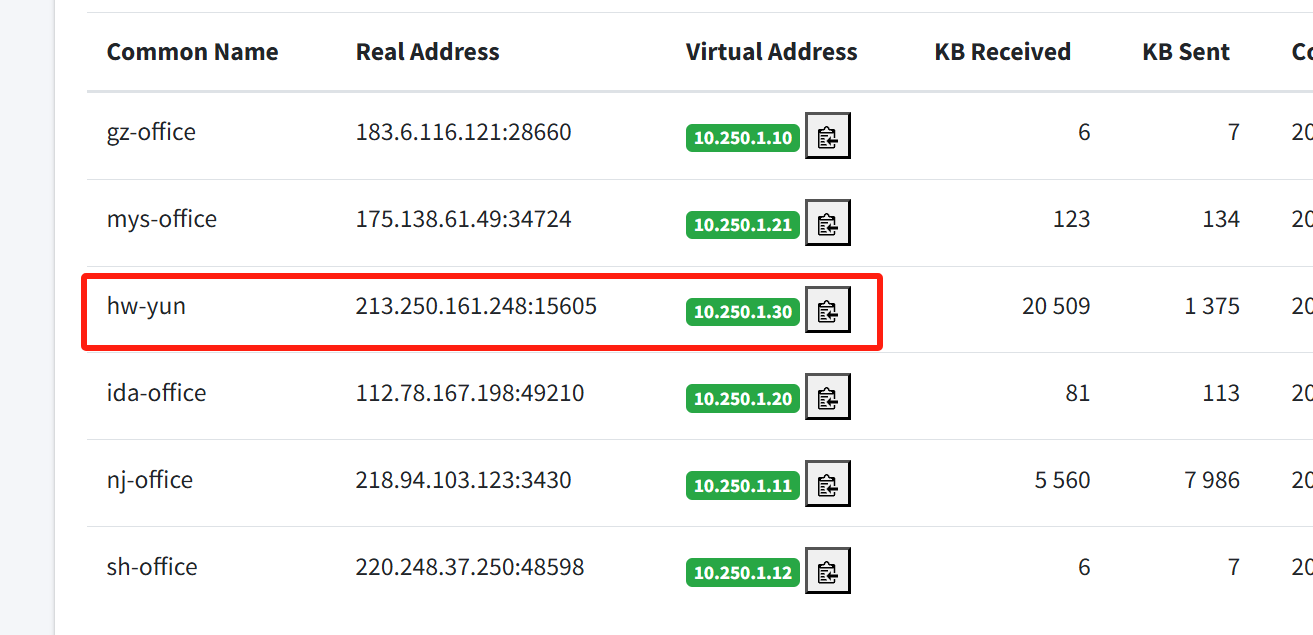 Common Name Real Address Virtual Address KB Received KB Sent
gz-office 183.6.116.121:28660 10.250.1.10 6 7 20
mys-office 175.138.61.49:34724 10.250.1.21 123 134 20
hw-yun 213.250.161.248:15605 10.250.1.30 20 509 1 375 20
ida-office 112.78.167.198:49210 10.250.1.20 81 113 20
nj-office 218.94.103.123:3430 10.250.1.11 5 560 7 986 20
sh-office 220.248.37.250:48598 10.250.1.12 6 7 20